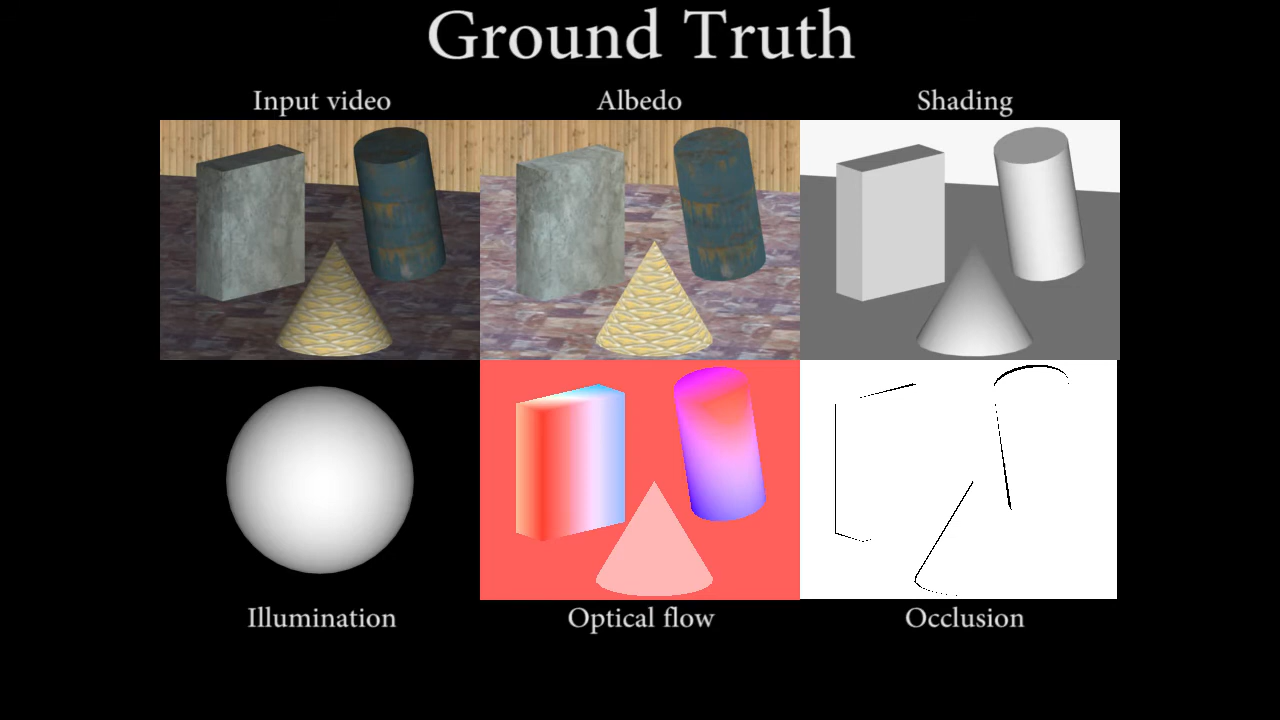 Ground Truth
Input video
Albedo
Shading
Illumination
Optical flow
Occlusion